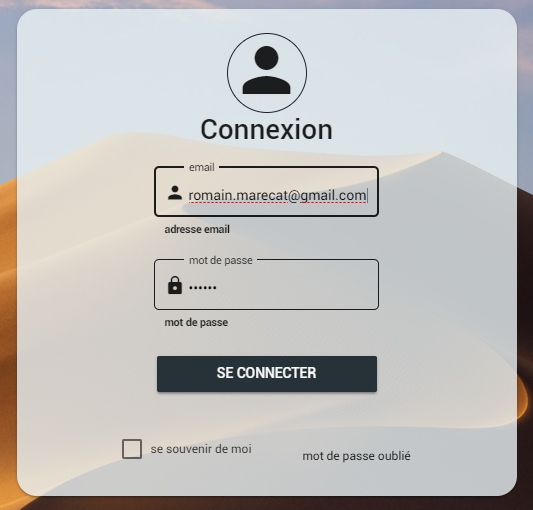 Connexion
email
romain.marecat@gmail.com
adresse email
mot de passe
••••••
mot de passe
SE CONNECTER
se souvenir de moi
mot de passe oublié